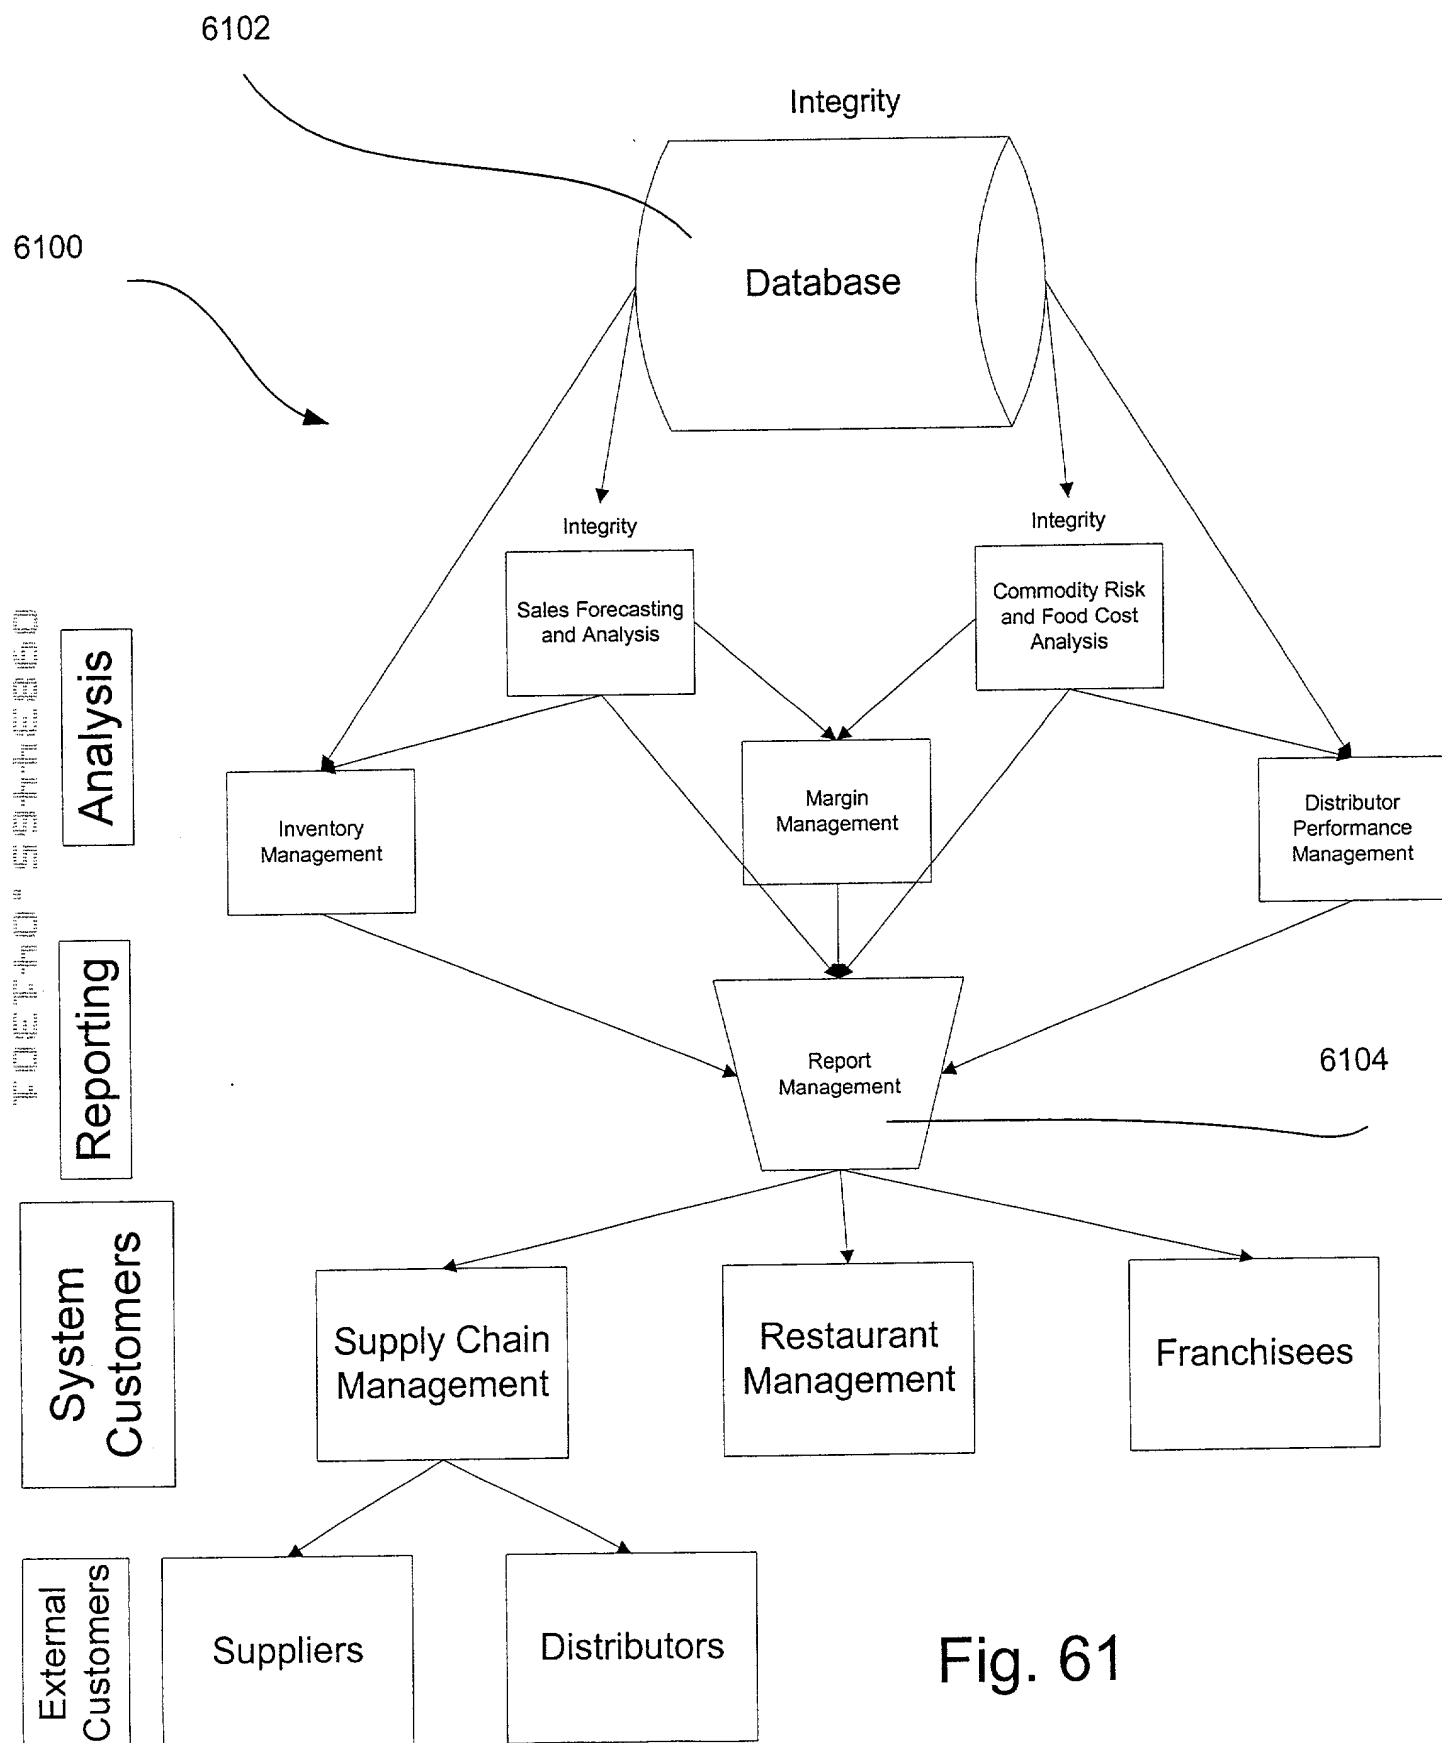 6102
Integrity
6100
Database
Integrity
Integrity
Sales Forecasting
and Analysis
Commodity Risk
and Food Cost
Analysis
Analysis
Inventory
Management
Margin
Management
Distributor
Performance
Management
Reporting
Report
Management
6104
System
Customers
Supply Chain
Management
Restaurant
Management
Franchisees
External
Customers
Suppliers
Distributors
Fig. 61